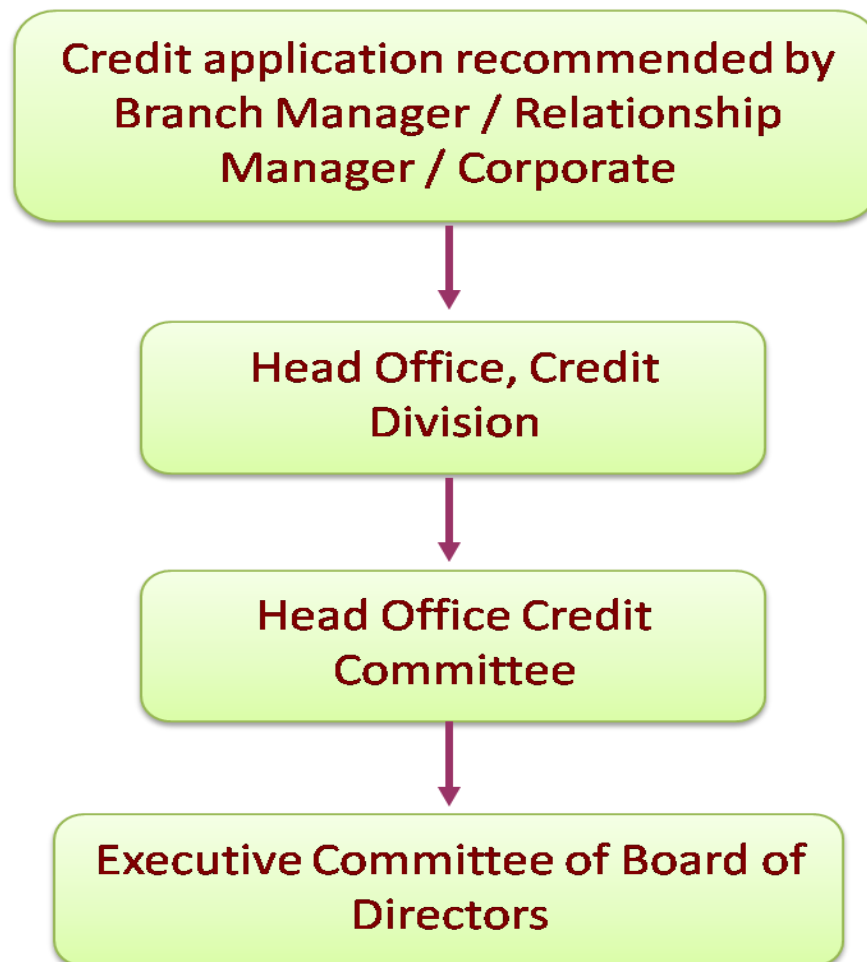 Credit application recommended by
Branch Manager / Relationship
Manager / Corporate
Head Office, Credit
Division
Head Office Credit
Committee
Executive Committee of Board of
Directors